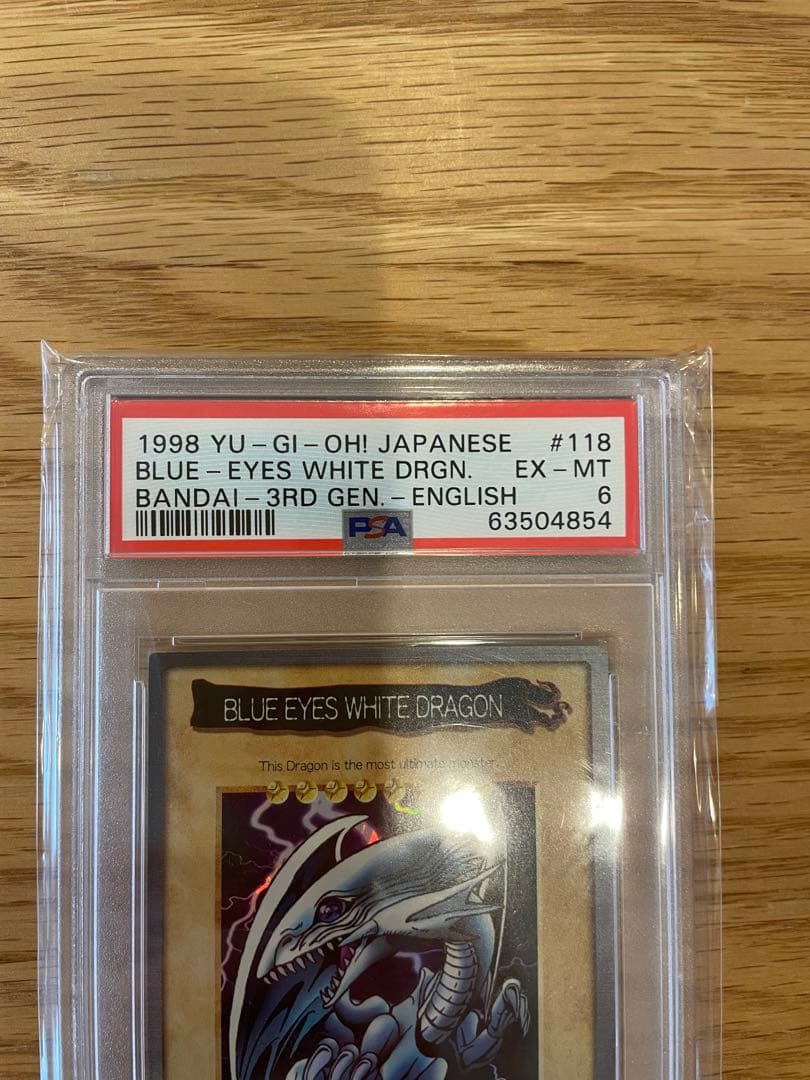 1998 YU-GI-OH! JAPANESE #118
BLUE-EYES WHITE DRGN. EX-MT
BANDAI-3RD GEN.-ENGLISH 6
PSA 63504854
BLUE EYES WHITE DRAGON
This Dragon is the most ultimate monster.